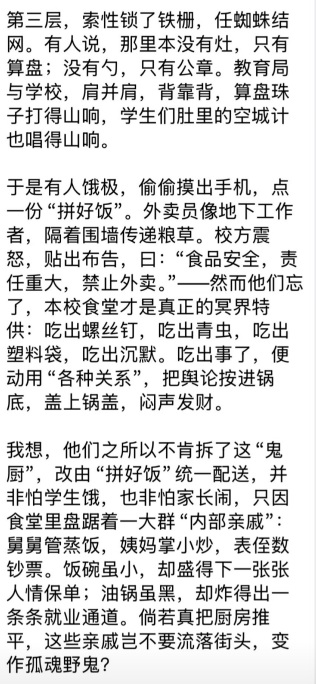 第三层，索性锁了铁栅，任蜘蛛结
网。有人说，那里本没有灶，只有
算盘；没有勺，只有公章。教育局
与学校，肩并肩，背靠背，算盘珠
子打得山响，学生们肚里的空城计
也唱得山响。
于是有人饿极，偷偷摸出手机，点
一份“拼好饭”。外卖员像地下工作
者，隔着围墙传递粮草。校方震
怒，贴出布告，曰：“食品安全，责
任重大，禁止外卖。”——然而他们忘
了，本校食堂才是真正的冥界特
供：吃出螺丝钉，吃出青虫，吃出
塑料袋，吃出沉默。吃出事了，便
动用“各种关系”，把舆论按进锅
底，盖上锅盖，闷声发财。
我想，他们之所以不肯拆了这“鬼
厨”，改由“拼好饭”统一配送，并
非怕学生饿，也非怕家长闹，只因
食堂里盘踞着一大群“内部亲戚”：
舅舅管蒸饭，姨妈掌小炒，表侄数
钞票。饭碗虽小，却盛得下一张张
人情保单；油锅虽黑，却炸得出一
条条就业通道。倘若真把厨房推
平，这些亲戚岂不要流落街头，变
作孤魂野鬼？